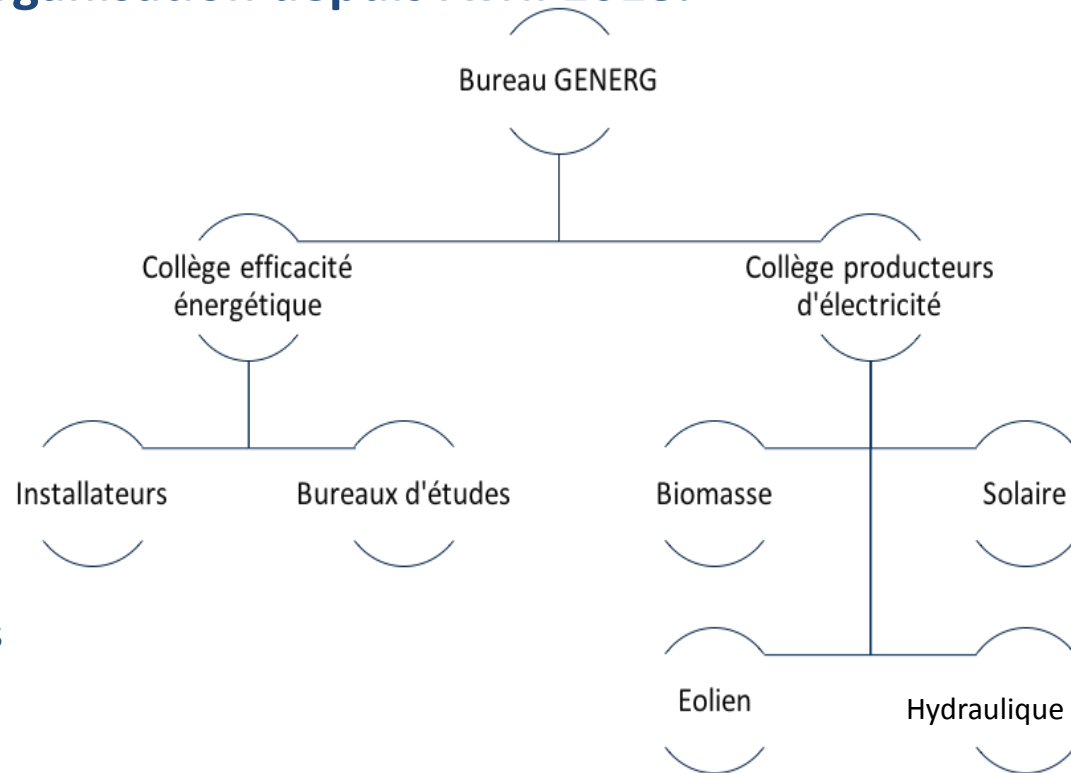 Bureau GENERG
Collège efficacité
énergétique
Collège producteurs
d'électricité
Installateurs
Bureaux d'études
Biomasse
Solaire
Eolien
Hydraulique